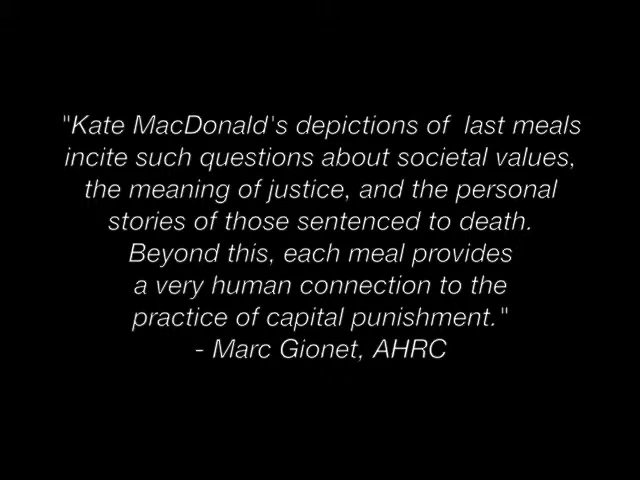 "Kate MacDonald's depictions of last meals
incite such questions about societal values,
the meaning of justice, and the personal
stories of those sentenced to death.
Beyond this, each meal provides
a very human connection to the
practice of capital punishment."
- Marc Gionet, AHRC